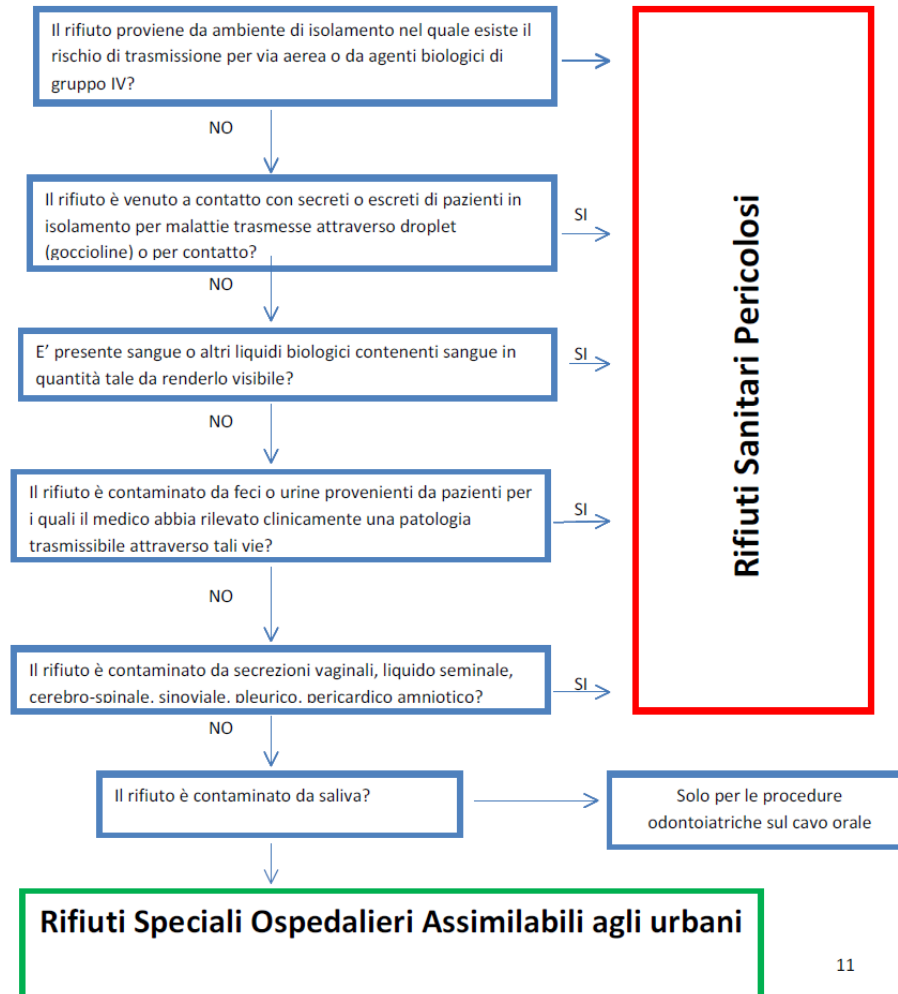 Il rifiuto proviene da ambiente di isolamento nel quale esiste il
rischio di trasmissione per via aerea o da agenti biologici di
gruppo IV?
NO
Il rifiuto è venuto a contatto con secreti o escreti di pazienti in
isolamento per malattie trasmesse attraverso droplet
(goccioline) o per contatto?
SI
NO
E’ presente sangue o altri liquidi biologici contenenti sangue in
quantità tale da renderlo visibile?
SI
NO
Il rifiuto è contaminato da feci o urine provenienti da pazienti per
i quali il medico abbia rilevato clinicamente una patologia
trasmissibile attraverso tali vie?
SI
NO
Il rifiuto è contaminato da secrezioni vaginali, liquido seminale,
cerebro-spinale, sinoviale, pleurico, pericardico amniotico?
SI
NO
Rifiuti Sanitari Pericolosi
Il rifiuto è contaminato da saliva?
Solo per le procedure
odontoiatriche sul cavo orale
Rifiuti Speciali Ospedalieri Assimilabili agli urbani
11